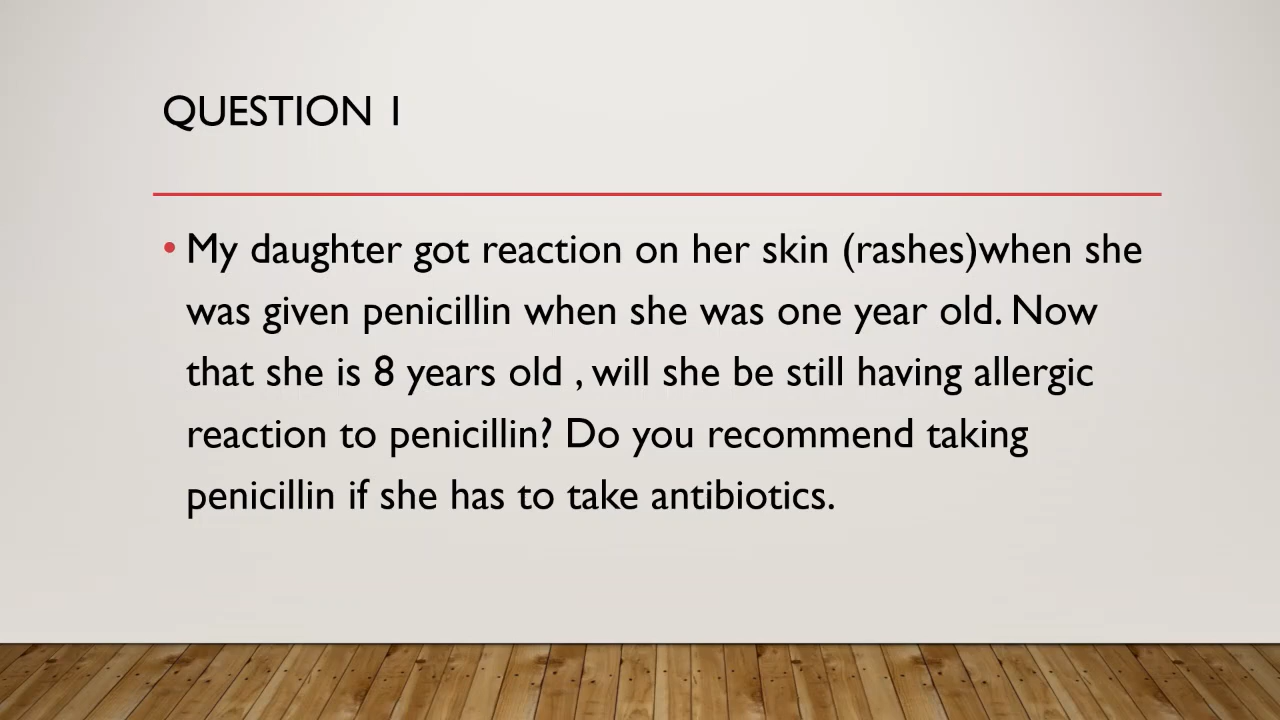 QUESTION 1
• My daughter got reaction on her skin (rashes)when she
was given penicillin when she was one year old. Now
that she is 8 years old , will she be still having allergic
reaction to penicillin? Do you recommend taking
penicillin if she has to take antibiotics.